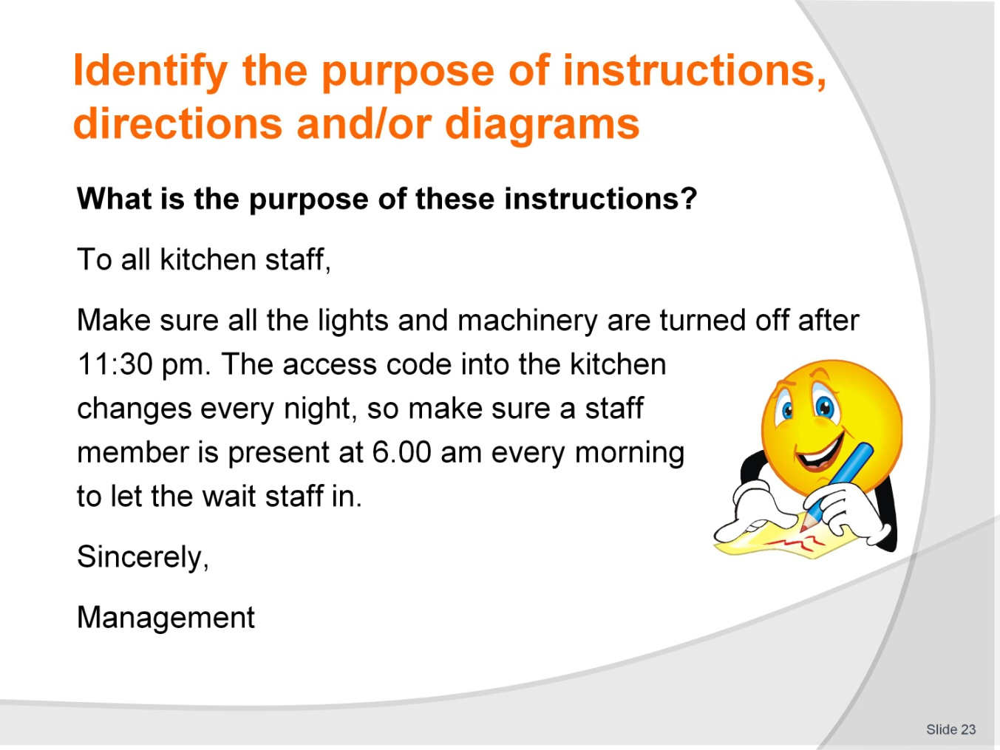 Identify the purpose of instructions,
directions and/or diagrams
What is the purpose of these instructions?
To all kitchen staff,
Make sure all the lights and machinery are turned off after
11:30 pm. The access code into the kitchen
changes every night, so make sure a staff
member is present at 6.00 am every morning
to let the wait staff in.
Sincerely,
Management
Slide 23